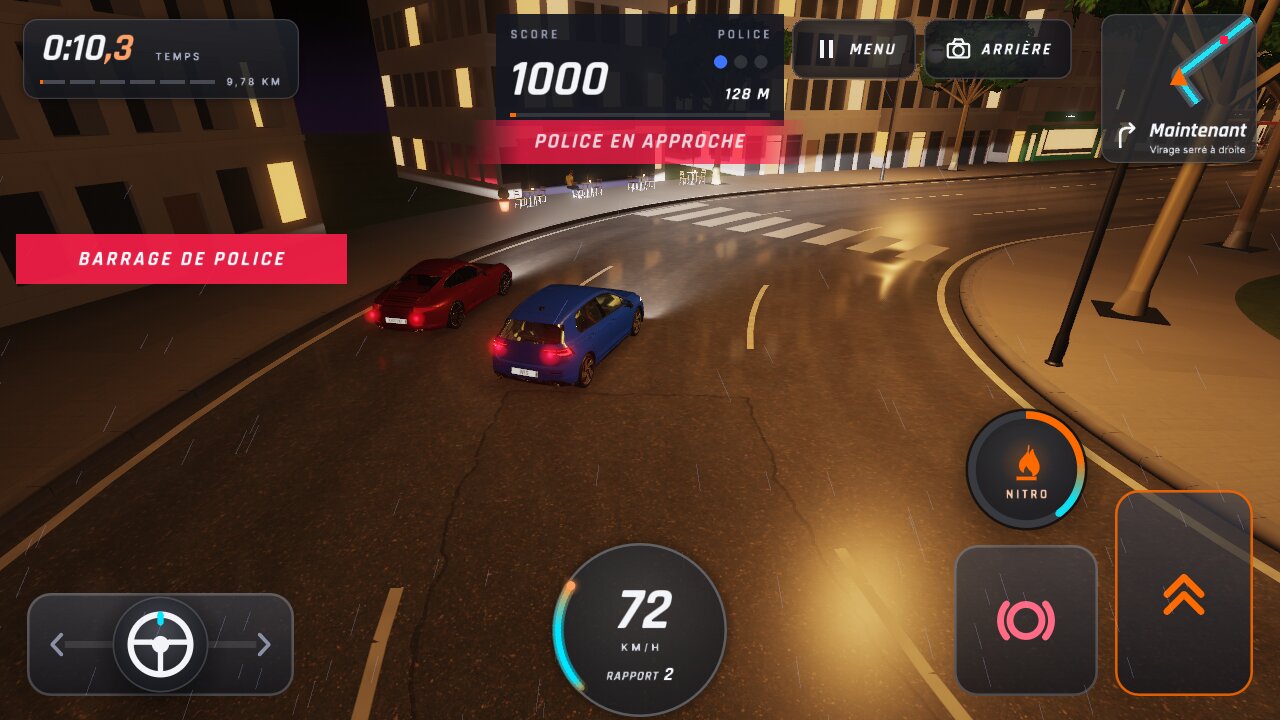 0:10,3 TEMPS
9,78 KM
SCORE
POLICE
1000
128 M
MENU
ARRIÈRE
POLICE EN APPROCHE
Maintenant
Virage serré à droite
BARRAGE DE POLICE
NITRO
72
KM/H
RAPPORT 2